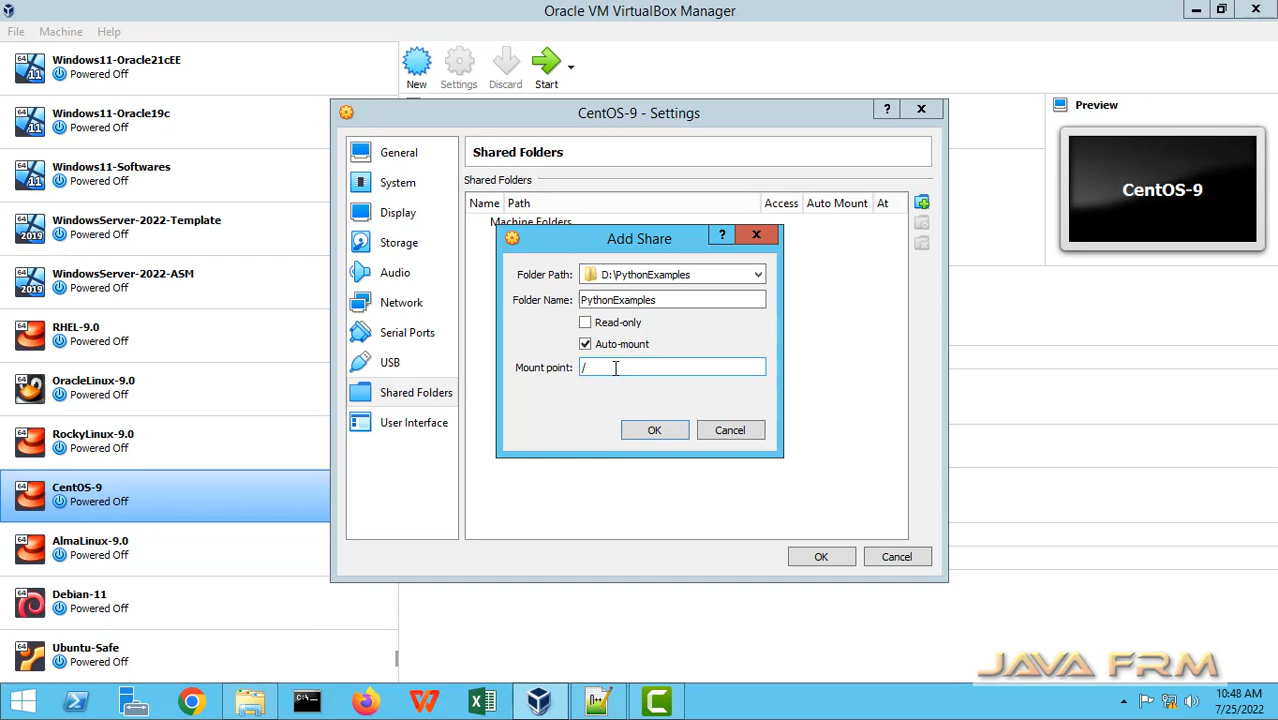 Oracle VM VirtualBox Manager
File Machine Help
Windows11-Oracle21cEE
Powered Off
Windows11-Oracle19c
Powered Off
Windows11-Softwares
Powered Off
WindowsServer-2022-Template
Powered Off
WindowsServer-2022-ASM
Powered Off
RHEL-9.0
Powered Off
OracleLinux-9.0
Powered Off
RockyLinux-9.0
Powered Off
CentOS-9
Powered Off
AlmaLinux-9.0
Powered Off
Debian-11
Powered Off
Ubuntu-Safe
Powered Off
New Settings Discard Start
Preview
CentOS-9
CentOS-9 - Settings
General
System
Display
Storage
Audio
Network
Serial Ports
USB
Shared Folders
User Interface
Shared Folders
Shared Folders
Name Path Access Auto Mount At
Machine Folders
Add Share
Folder Path: D:\PythonExamples
Folder Name: PythonExamples
Read-only
Auto-mount
Mount point: /
OK Cancel
OK Cancel
JAVA FRM
10:48 AM
7/25/2022